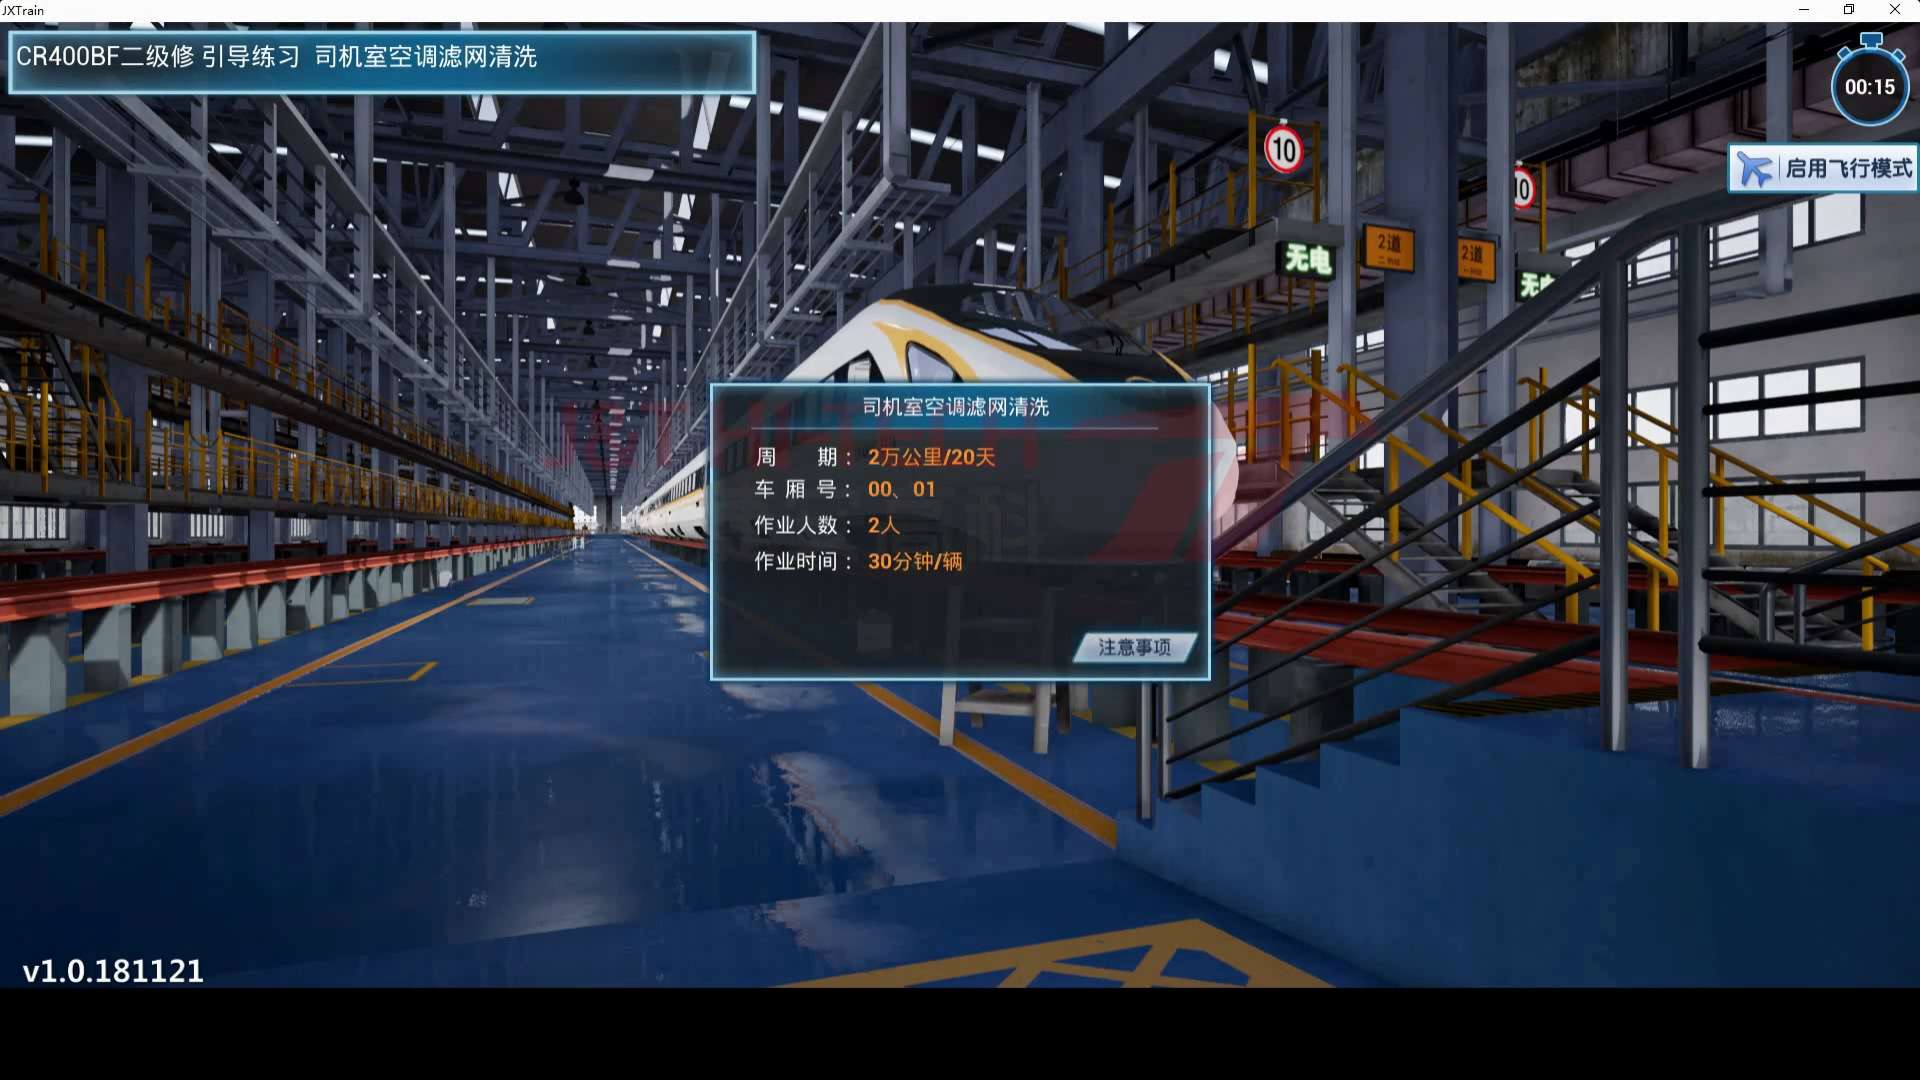 JXTrain
CR400BF二级修 引导练习 司机室空调滤网清洗
00:15
启用飞行模式
10
10
无电
2道
2道
无电
司机室空调滤网清洗
周 期： 2万公里/20天
车 厢 号： 00、01
作业人数： 2人
作业时间： 30分钟/辆
注意事项
v1.0.181121